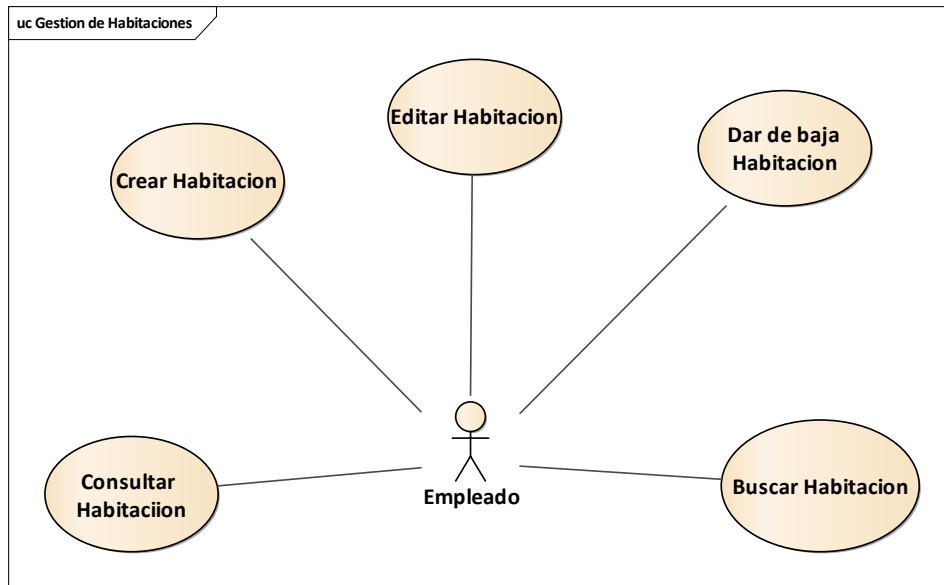 uc Gestion de Habitaciones
Editar Habitacion
Dar de baja
Habitacion
Crear Habitacion
Consultar
Habitaciion
Empleado
Buscar Habitacion